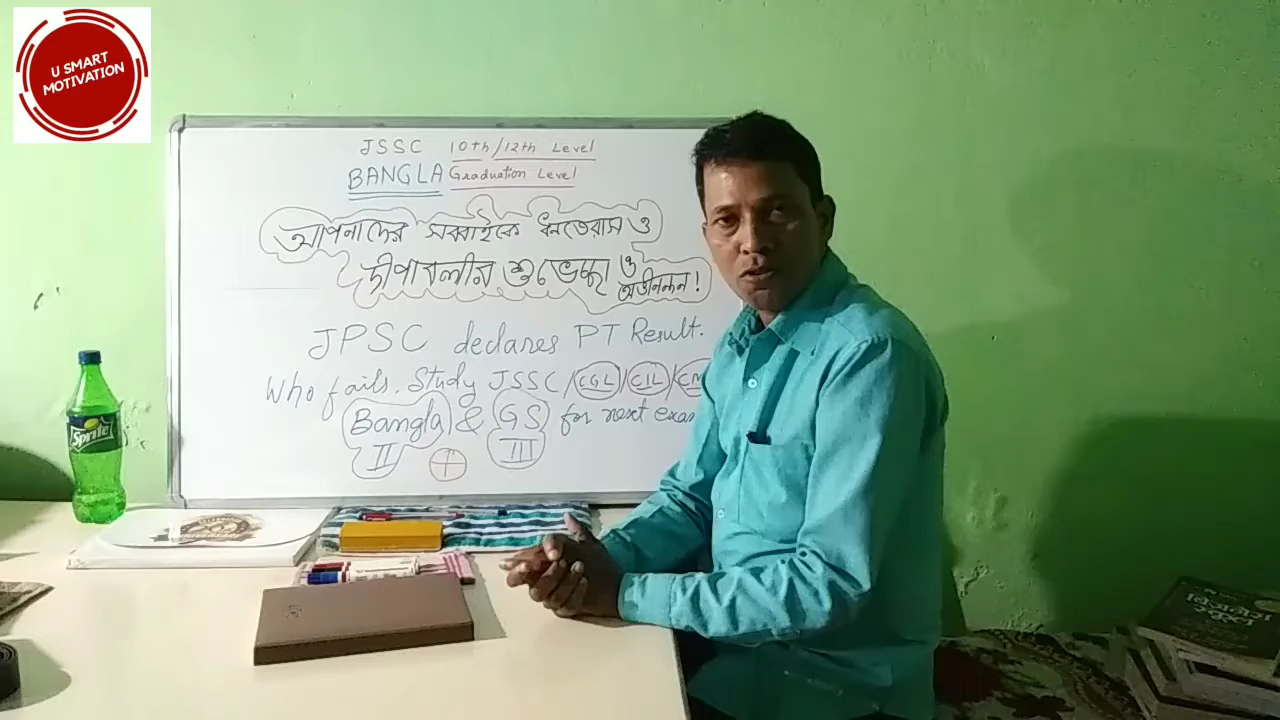 U SMART
MOTIVATION
JSSC 10th/12th Level
BANGLA Graduation Level
আপনাদের সব্বাইকে ধনতেরাস ও
দীপাবলীর শুভেচ্ছা ও
অভীনন্দন!
JPSC declares PT Result.
Who fails. Study JSSC/CGL/CIL/
Bangla & GS for next
II + III
Sprite